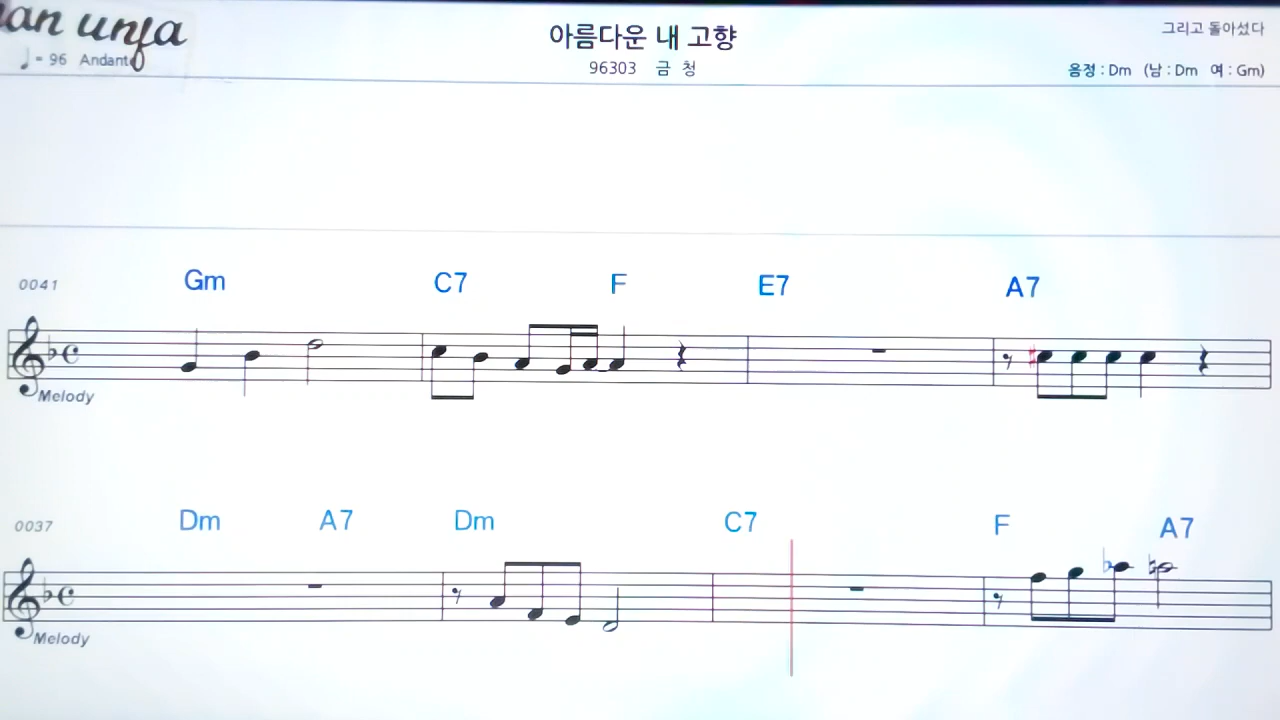 an unja
♩= 96 Andante
아름다운 내 고향
96303 금 청
그리고 돌아섰다
음정 : Dm (남 : Dm 여 : Gm)
0041 Gm C7 F E7 A7
Melody
0037 Dm A7 Dm C7 F A7
Melody